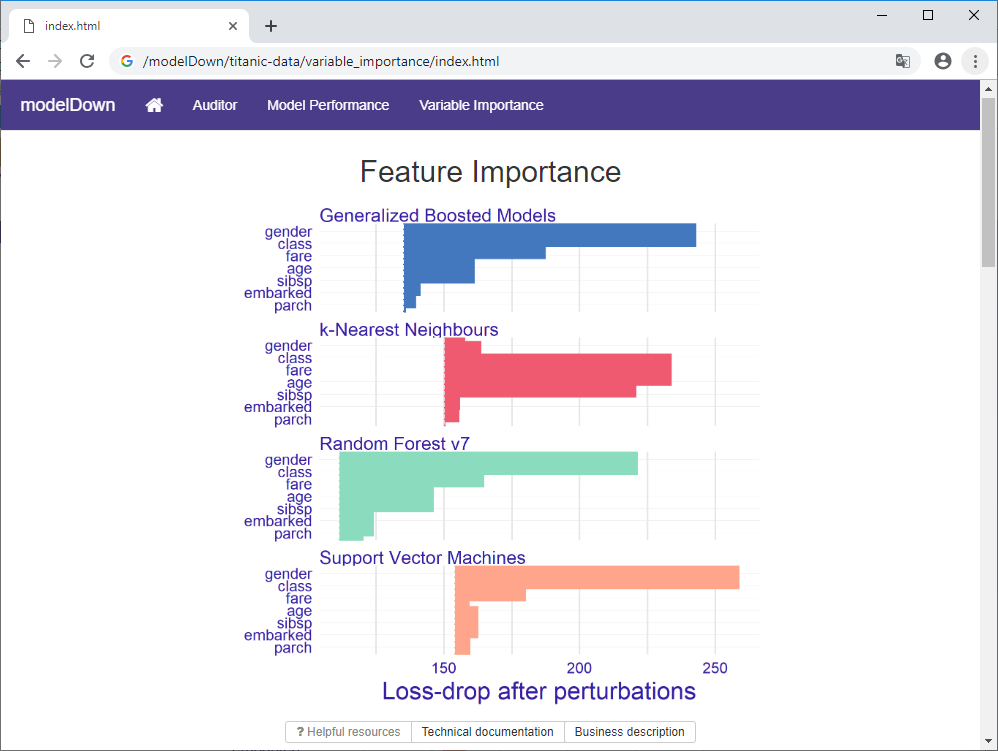 index.html
/modelDown/titanic-data/variable_importance/index.html
modelDown Auditor Model Performance Variable Importance
Feature Importance
Generalized Boosted Models
gender
class
fare
age
sibsp
embarked
parch
k-Nearest Neighbours
gender
class
fare
age
sibsp
embarked
parch
Random Forest v7
gender
class
fare
age
sibsp
embarked
parch
Support Vector Machines
gender
class
fare
age
sibsp
embarked
parch
150 200 250
Loss-drop after perturbations
? Helpful resources Technical documentation Business description